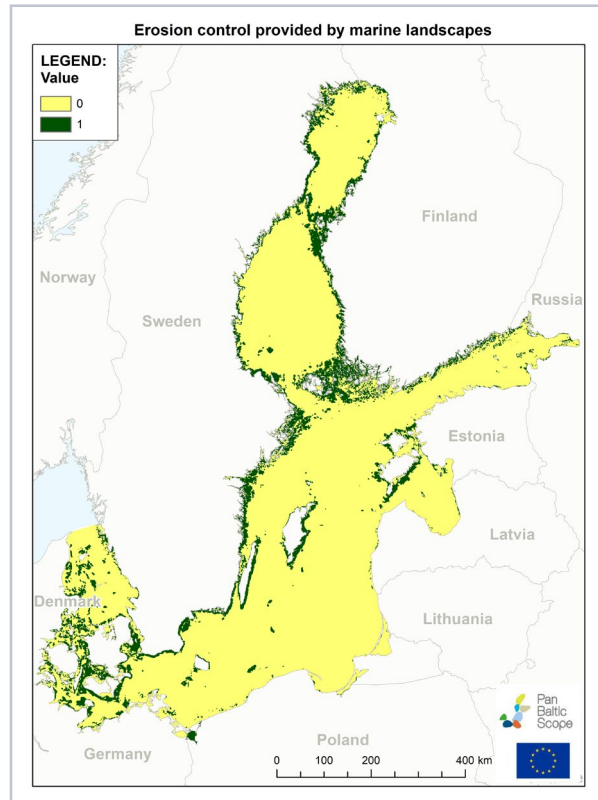 Erosion control provided by marine landscapes
LEGEND:
Value
0
1
Finland
Norway
Russia
Sweden
Estonia
Latvia
Denmark
Lithuania
Pan
Baltic
Scope
Germany
Poland
0 100 200 400 km